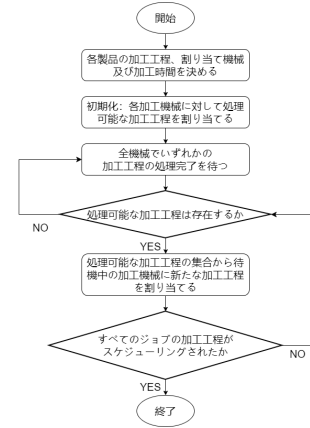 開始
各製品の加工工程、割り当て機械
及び加工時間を決める
初期化: 各加工機械に対して処理
可能な加工工程を割り当てる
全機械でいずれかの
加工工程の処理完了を待つ
処理可能な加工工程は存在するか
NO
YES
処理可能な加工工程の集合から待
機中の加工機械に新たな加工工程
を割り当てる
すべてのジョブの加工工程が
スケジューリングされたか
NO
YES
終了